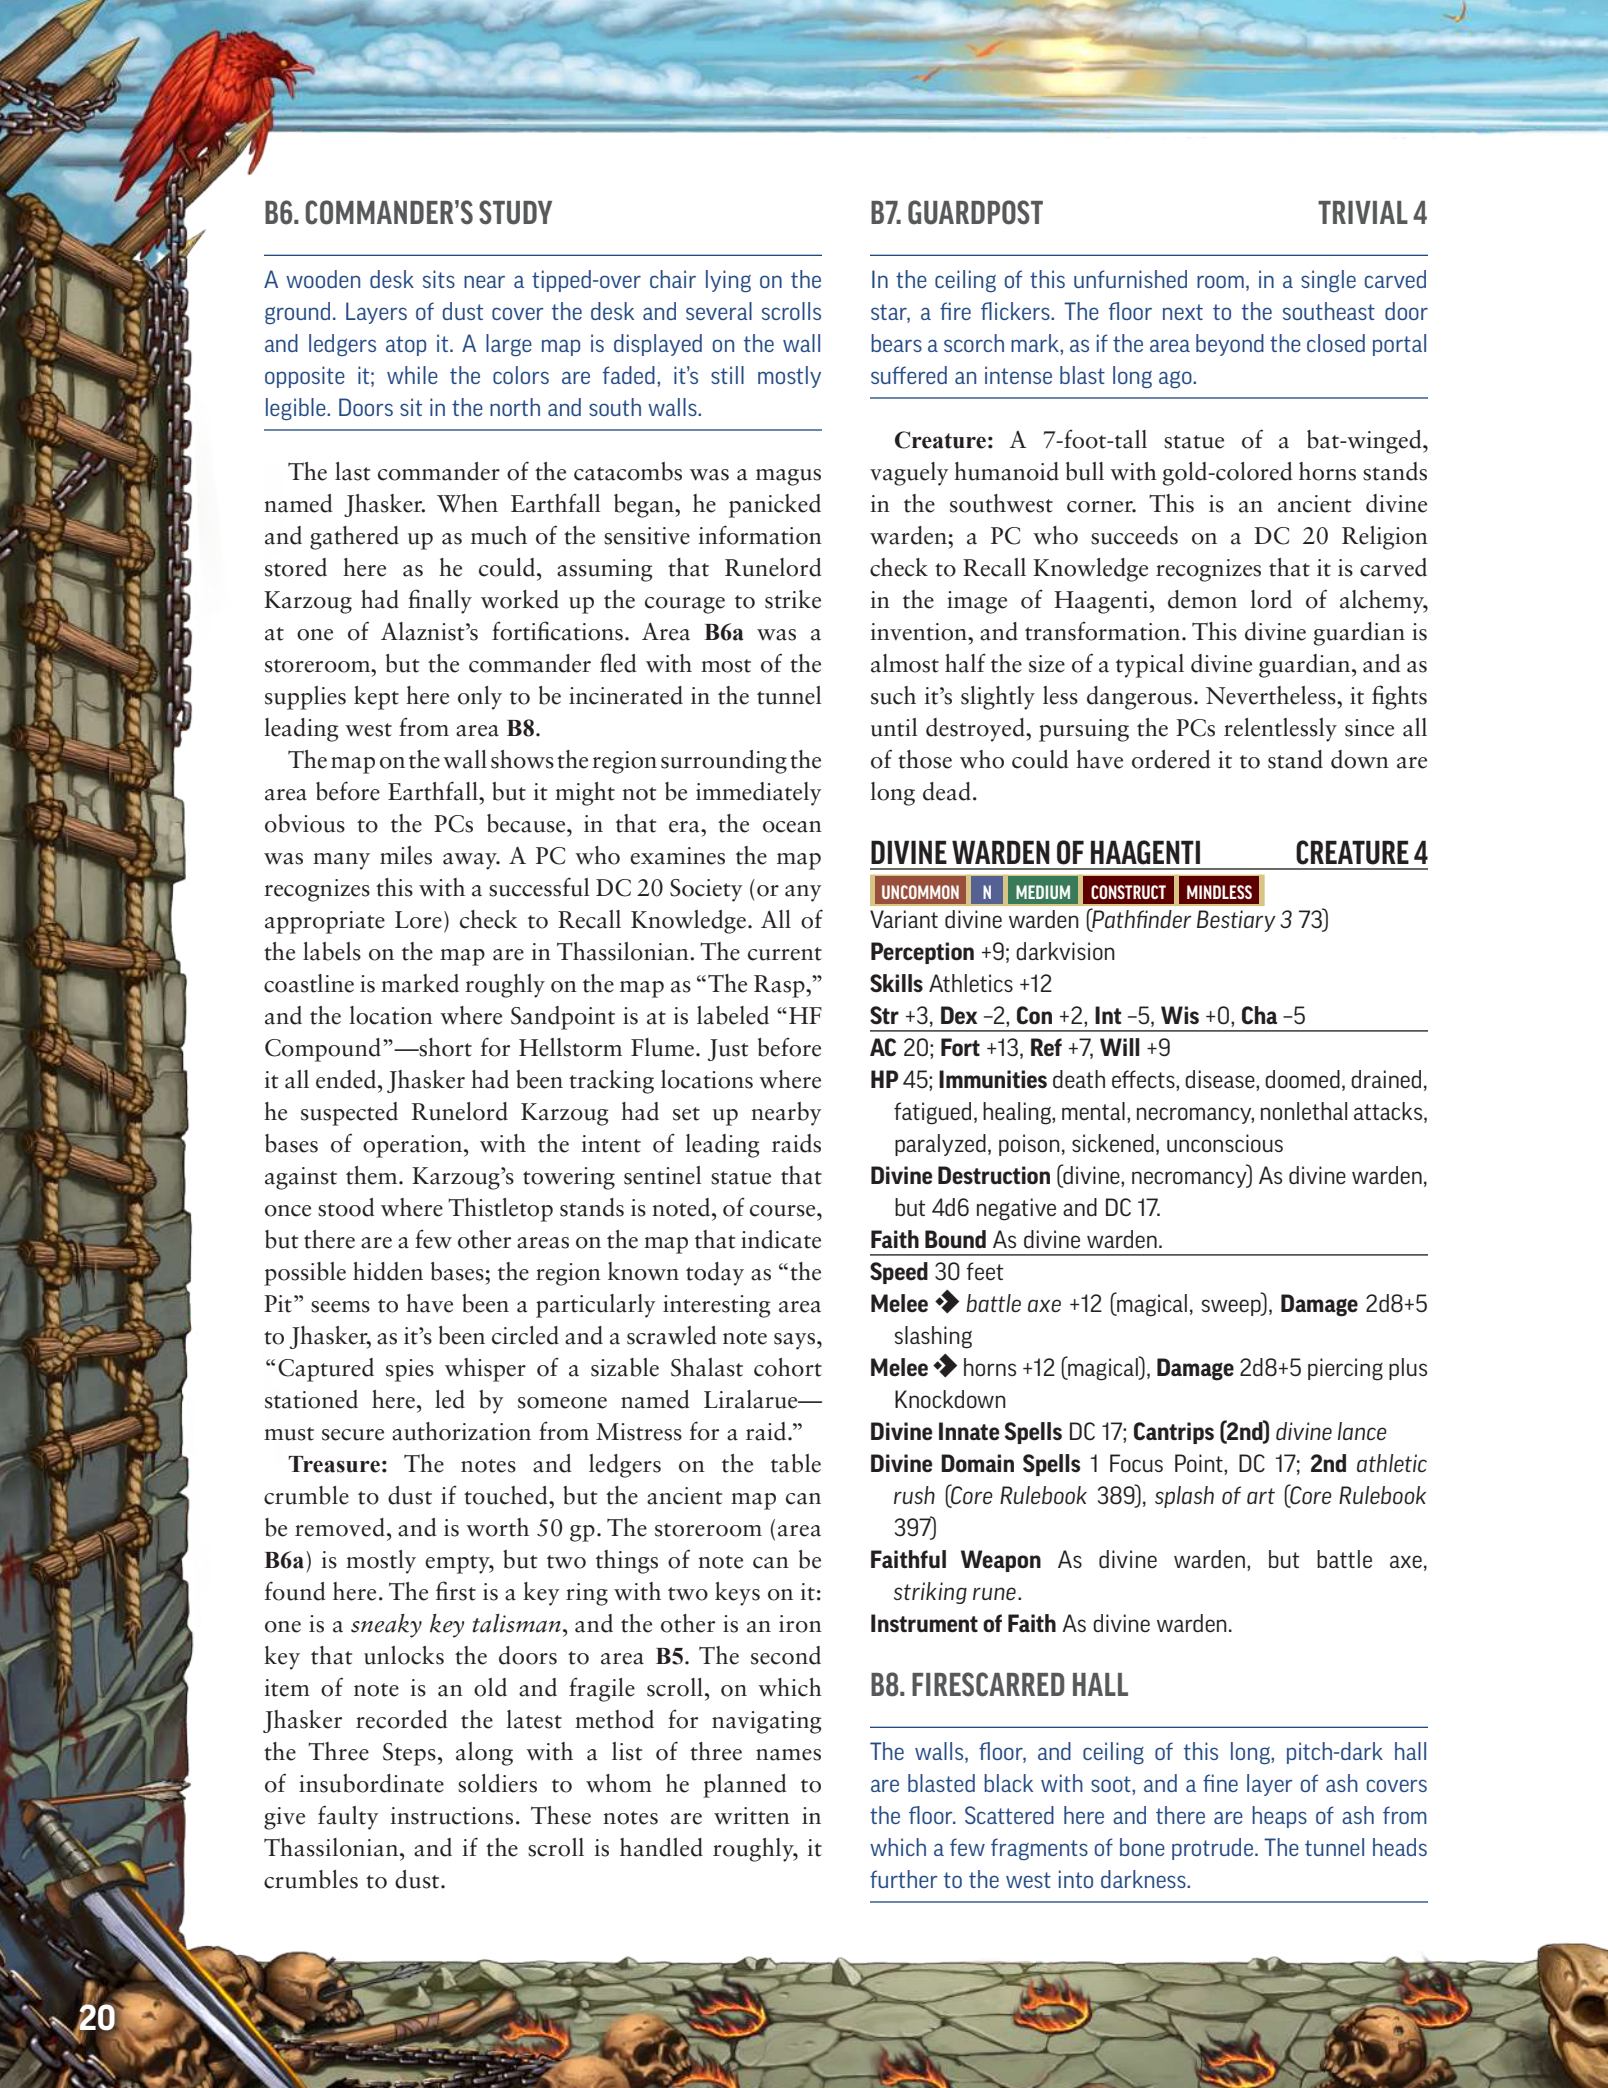 B6. COMMANDER'S STUDY
A wooden desk sits near a tipped-over chair lying on the
ground. Layers of dust cover the desk and several scrolls
and ledgers atop it. A large map is displayed on the wall
opposite it; while the colors are faded, it's still mostly
legible. Doors sit in the north and south walls.
The last commander of the catacombs was a magus
named Jhasker. When Earthfall began, he panicked
and gathered up as much of the sensitive information
stored here as he could, assuming that Runelord
Karzoug had finally worked up the courage to strike
at one of Alaznist's fortifications. Area B6a was a
storeroom, but the commander fled with most of the
supplies kept here only to be incinerated in the tunnel
leading west from area B8.
The map on the wall shows the region surrounding the
area before Earthfall, but it might not be immediately
obvious to the PCs because, in that era, the ocean
was many miles away. A PC who examines the map
recognizes this with a successful DC 20 Society (or any
appropriate Lore) check to Recall Knowledge. All of
the labels on the map are in Thassilonian. The current
coastline is marked roughly on the map as "The Rasp,"
and the location where Sandpoint is at is labeled "HF
Compound"—short for Hellstorm Flume. Just before
it all ended, Jhasker had been tracking locations where
he suspected Runelord Karzoug had set up nearby
bases of operation, with the intent of leading raids
against them. Karzoug's towering sentinel statue that
once stood where Thistletop stands is noted, of course,
but there are a few other areas on the map that indicate
possible hidden bases; the region known today as "the
Pit" seems to have been a particularly interesting area
to Jhasker, as it's been circled and a scrawled note says,
"Captured spies whisper of a sizable Shalast cohort
stationed here, led by someone named Liralarue—
must secure authorization from Mistress for a raid."
Treasure: The notes and ledgers on the table
crumble to dust if touched, but the ancient map can
be removed, and is worth 50 gp. The storeroom (area
B6a) is mostly empty, but two things of note can be
found here. The first is a key ring with two keys on it:
one is a sneaky key talisman, and the other is an iron
key that unlocks the doors to area B5. The second
item of note is an old and fragile scroll, on which
Jhasker recorded the latest method for navigating
the Three Steps, along with a list of three names
of insubordinate soldiers to whom he planned to
give faulty instructions. These notes are written in
Thassilonian, and if the scroll is handled roughly, it
crumbles to dust.
B7. GUARDPOST TRIVIAL 4
In the ceiling of this unfurnished room, in a single carved
star, a fire flickers. The floor next to the southeast door
bears a scorch mark, as if the area beyond the closed portal
suffered an intense blast long ago.
Creature: A 7-foot-tall statue of a bat-winged,
vaguely humanoid bull with gold-colored horns stands
in the southwest corner. This is an ancient divine
warden; a PC who succeeds on a DC 20 Religion
check to Recall Knowledge recognizes that it is carved
in the image of Haagenti, demon lord of alchemy,
invention, and transformation. This divine guardian is
almost half the size of a typical divine guardian, and as
such it's slightly less dangerous. Nevertheless, it fights
until destroyed, pursuing the PCs relentlessly since all
of those who could have ordered it to stand down are
long dead.
DIVINE WARDEN OF HAAGENTI CREATURE 4
UNCOMMON N MEDIUM CONSTRUCT MINDLESS
Variant divine warden (Pathfinder Bestiary 3 73)
Perception +9; darkvision
Skills Athletics +12
Str +3, Dex –2, Con +2, Int –5, Wis +0, Cha –5
AC 20; Fort +13, Ref +7, Will +9
HP 45; Immunities death effects, disease, doomed, drained,
fatigued, healing, mental, necromancy, nonlethal attacks,
paralyzed, poison, sickened, unconscious
Divine Destruction (divine, necromancy) As divine warden,
but 4d6 negative and DC 17.
Faith Bound As divine warden.
Speed 30 feet
Melee battle axe +12 (magical, sweep), Damage 2d8+5
slashing
Melee horns +12 (magical), Damage 2d8+5 piercing plus
Knockdown
Divine Innate Spells DC 17; Cantrips (2nd) divine lance
Divine Domain Spells 1 Focus Point, DC 17; 2nd athletic
rush (Core Rulebook 389), splash of art (Core Rulebook
397)
Faithful Weapon As divine warden, but battle axe,
striking rune.
Instrument of Faith As divine warden.
B8. FIRESCARRED HALL
The walls, floor, and ceiling of this long, pitch-dark hall
are blasted black with soot, and a fine layer of ash covers
the floor. Scattered here and there are heaps of ash from
which a few fragments of bone protrude. The tunnel heads
further to the west into darkness.
20